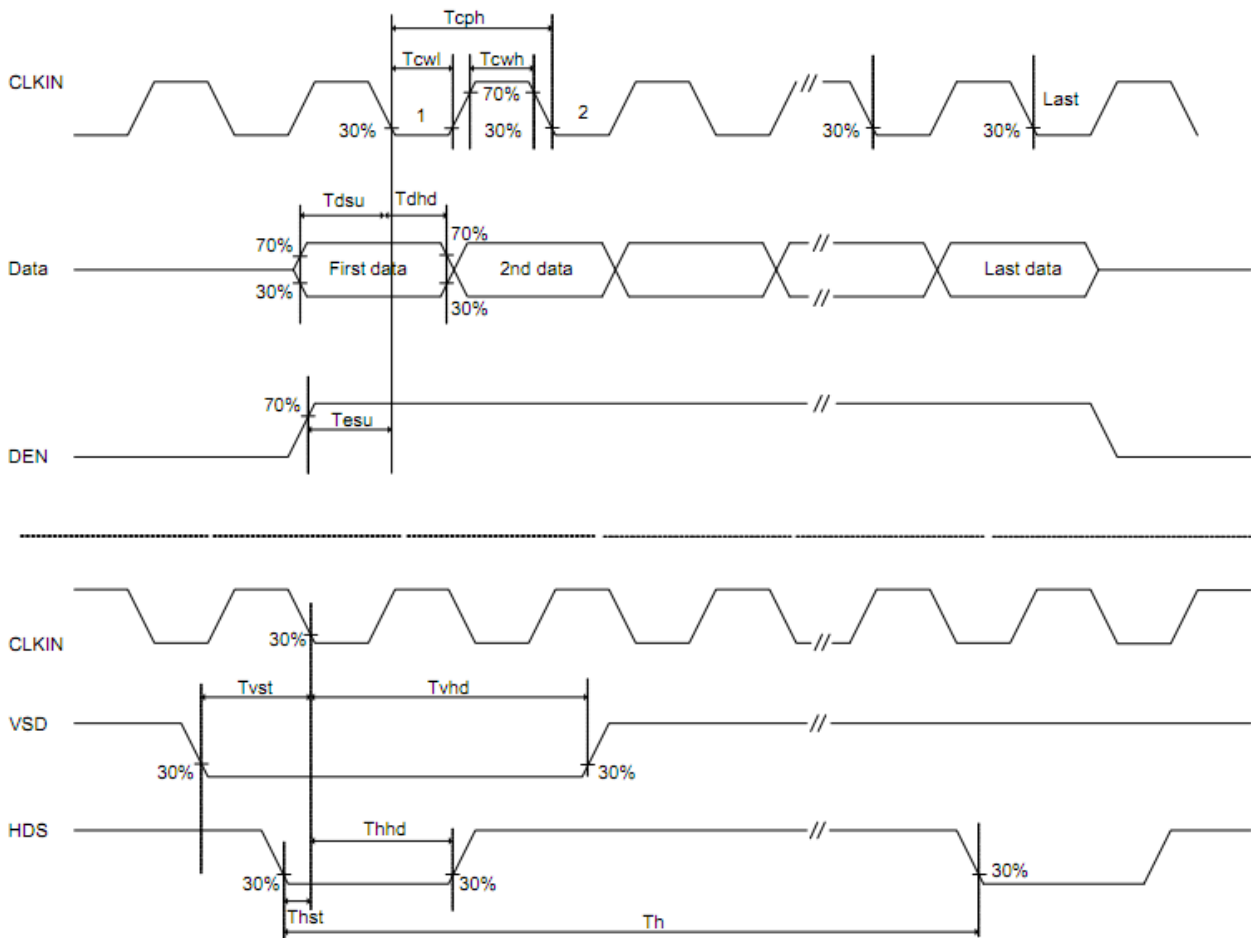 Tcph
Tcwl Tcwh
CLKIN
70%
1 2 Last
30% 30% 30% 30%
Tdsu Tdhd
70% 70%
Data First data 2nd data // Last data
30% 30%
70%
Tesu
DEN
CLKIN
30%
Tvst Tvhd
VSD
30% 30%
HDS
Thhd
30% 30% 30%
Thst Th